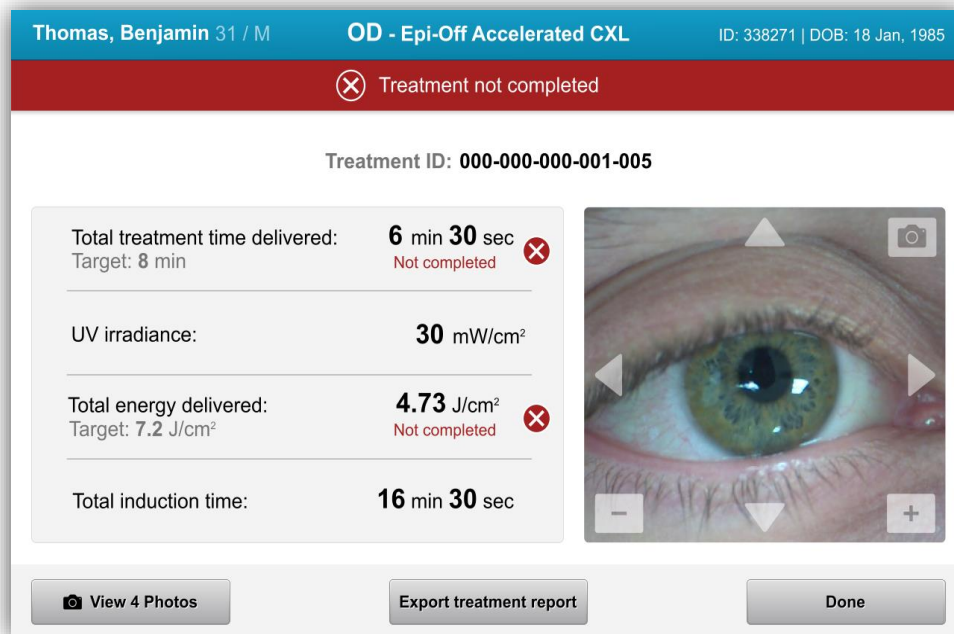 Thomas, Benjamin 31 / M OD - Epi-Off Accelerated CXL ID: 338271 | DOB: 18 Jan, 1985
Treatment not completed
Treatment ID: 000-000-000-001-005
Total treatment time delivered: 6 min 30 sec
Target: 8 min Not completed
UV irradiance: 30 mW/cm²
Total energy delivered: 4.73 J/cm²
Target: 7.2 J/cm² Not completed
Total induction time: 16 min 30 sec
View 4 Photos Export treatment report Done